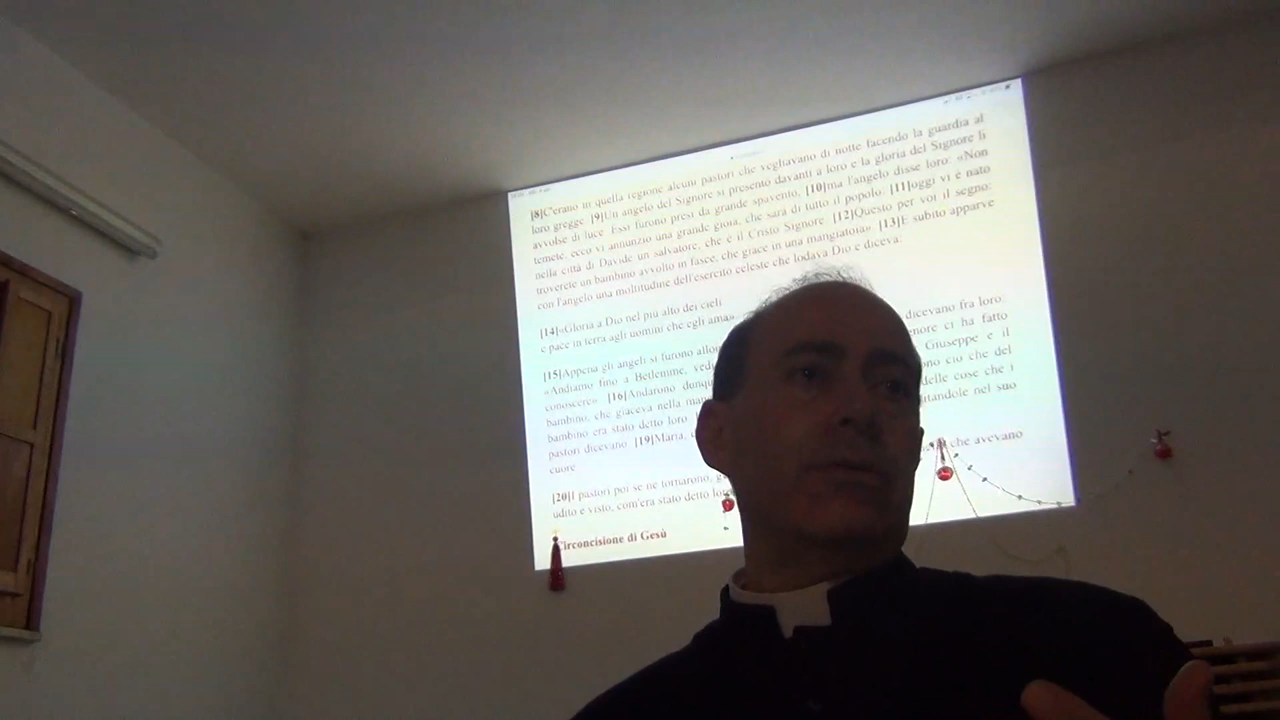 [8]C'erano in quella regione alcuni pastori che vegliavano di notte facendo la guardia al
loro gregge. [9]Un angelo del Signore si presentò davanti a loro e la gloria del Signore li
avvolse di luce. Essi furono presi da grande spavento, [10]ma l'angelo disse loro: «Non
temete, ecco vi annunzio una grande gioia, che sarà di tutto il popolo: [11]oggi vi è nato
nella città di Davide un salvatore, che è il Cristo Signore. [12]Questo per voi il segno:
troverete un bambino avvolto in fasce, che giace in una mangiatoia». [13]E subito apparve
con l'angelo una moltitudine dell'esercito celeste che lodava Dio e diceva:
[14]«Gloria a Dio nel più alto dei cieli
e pace in terra agli uomini che egli ama».
[15]Appena gli angeli si furono dicevano fra loro:
«Andiamo fino a Betlemme, ci ha fatto
conoscere». [16]Andarono Giuseppe e il
bambino, che giaceva nella ciò che del
bambino era stato detto loro. delle cose che i
pastori dicevano. [19]Maria, nel suo
cuore
[20]I pastori poi se ne tornarono, che avevano
udito e visto, com'era stato detto loro
Circoncisione di Gesù